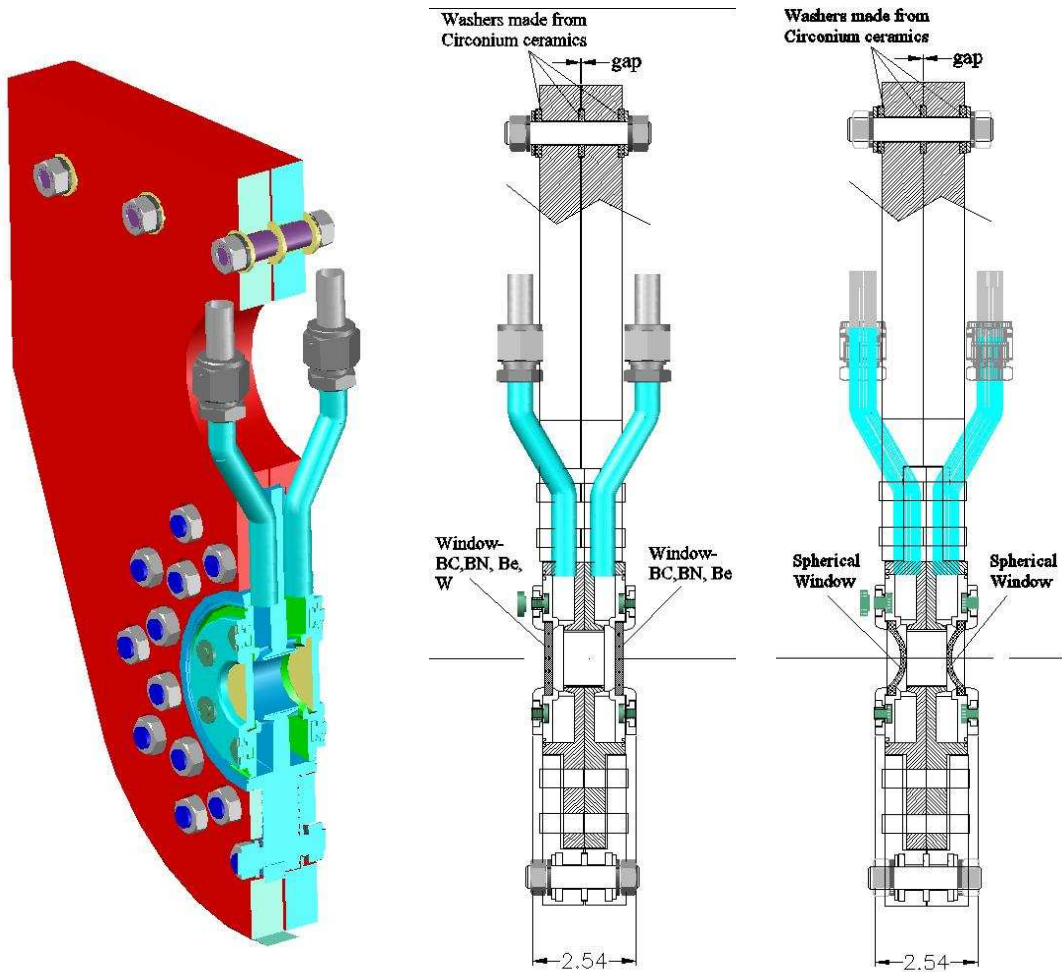 Washers made from
Circonium ceramics
gap
Window-
BC,BN, Be,
W
Window-
BC,BN, Be
2.54
Washers made from
Circonium ceramics
gap
Spherical
Window
Spherical
Window
2.54